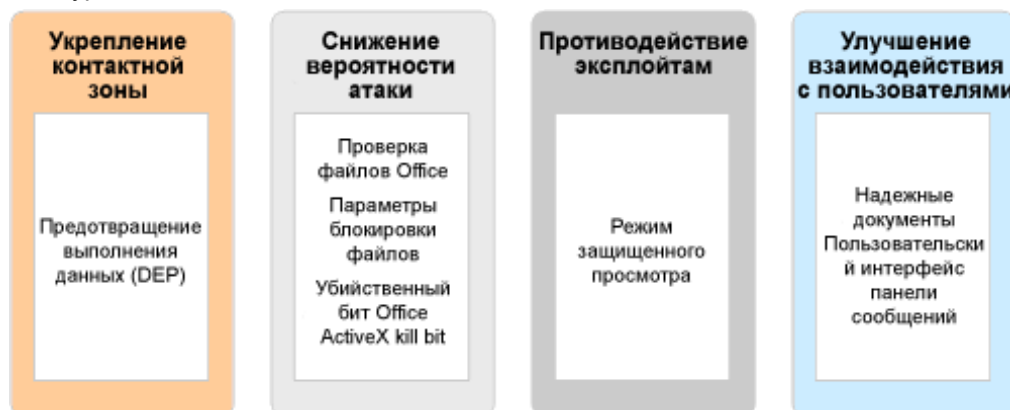 Укрепление
контактной
зоны
Предотвращение
выполнения
данных (DEP)
Снижение
вероятности
атаки
Проверка
файлов Office
Параметры
блокировки
файлов
Убийственный
бит Office
ActiveX kill bit
Противодействие
эксплойтам
Режим
защищенного
просмотра
Улучшение
взаимодействия
с пользователями
Надежные
документы
Пользовательски
й интерфейс
панели
сообщений